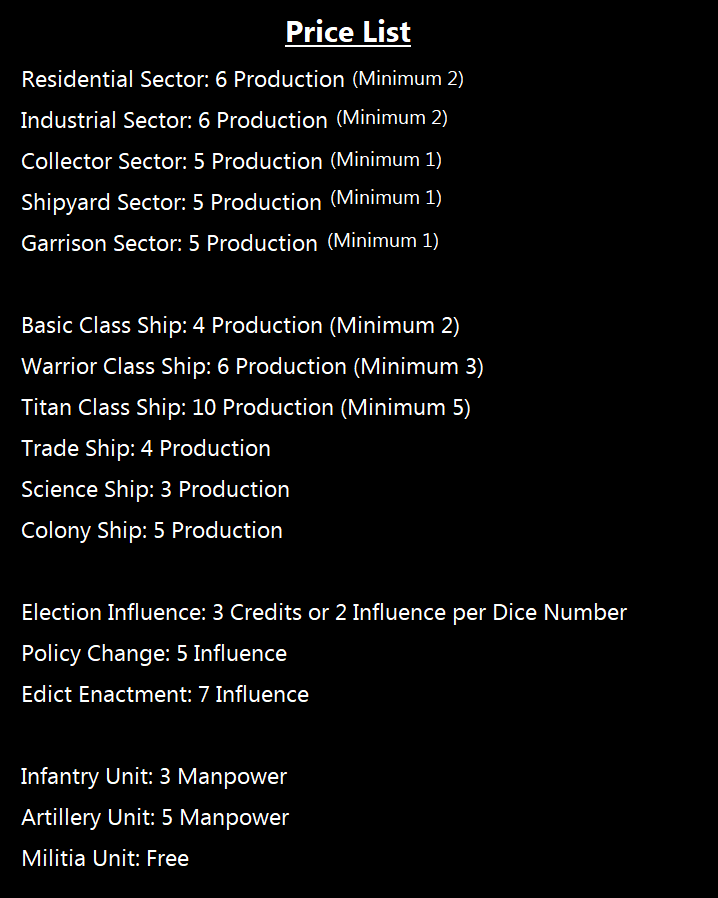 Price List
Residential Sector: 6 Production (Minimum 2)
Industrial Sector: 6 Production (Minimum 2)
Collector Sector: 5 Production (Minimum 1)
Shipyard Sector: 5 Production (Minimum 1)
Garrison Sector: 5 Production (Minimum 1)
Basic Class Ship: 4 Production (Minimum 2)
Warrior Class Ship: 6 Production (Minimum 3)
Titan Class Ship: 10 Production (Minimum 5)
Trade Ship: 4 Production
Science Ship: 3 Production
Colony Ship: 5 Production
Election Influence: 3 Credits or 2 Influence per Dice Number
Policy Change: 5 Influence
Edict Enactment: 7 Influence
Infantry Unit: 3 Manpower
Artillery Unit: 5 Manpower
Militia Unit: Free